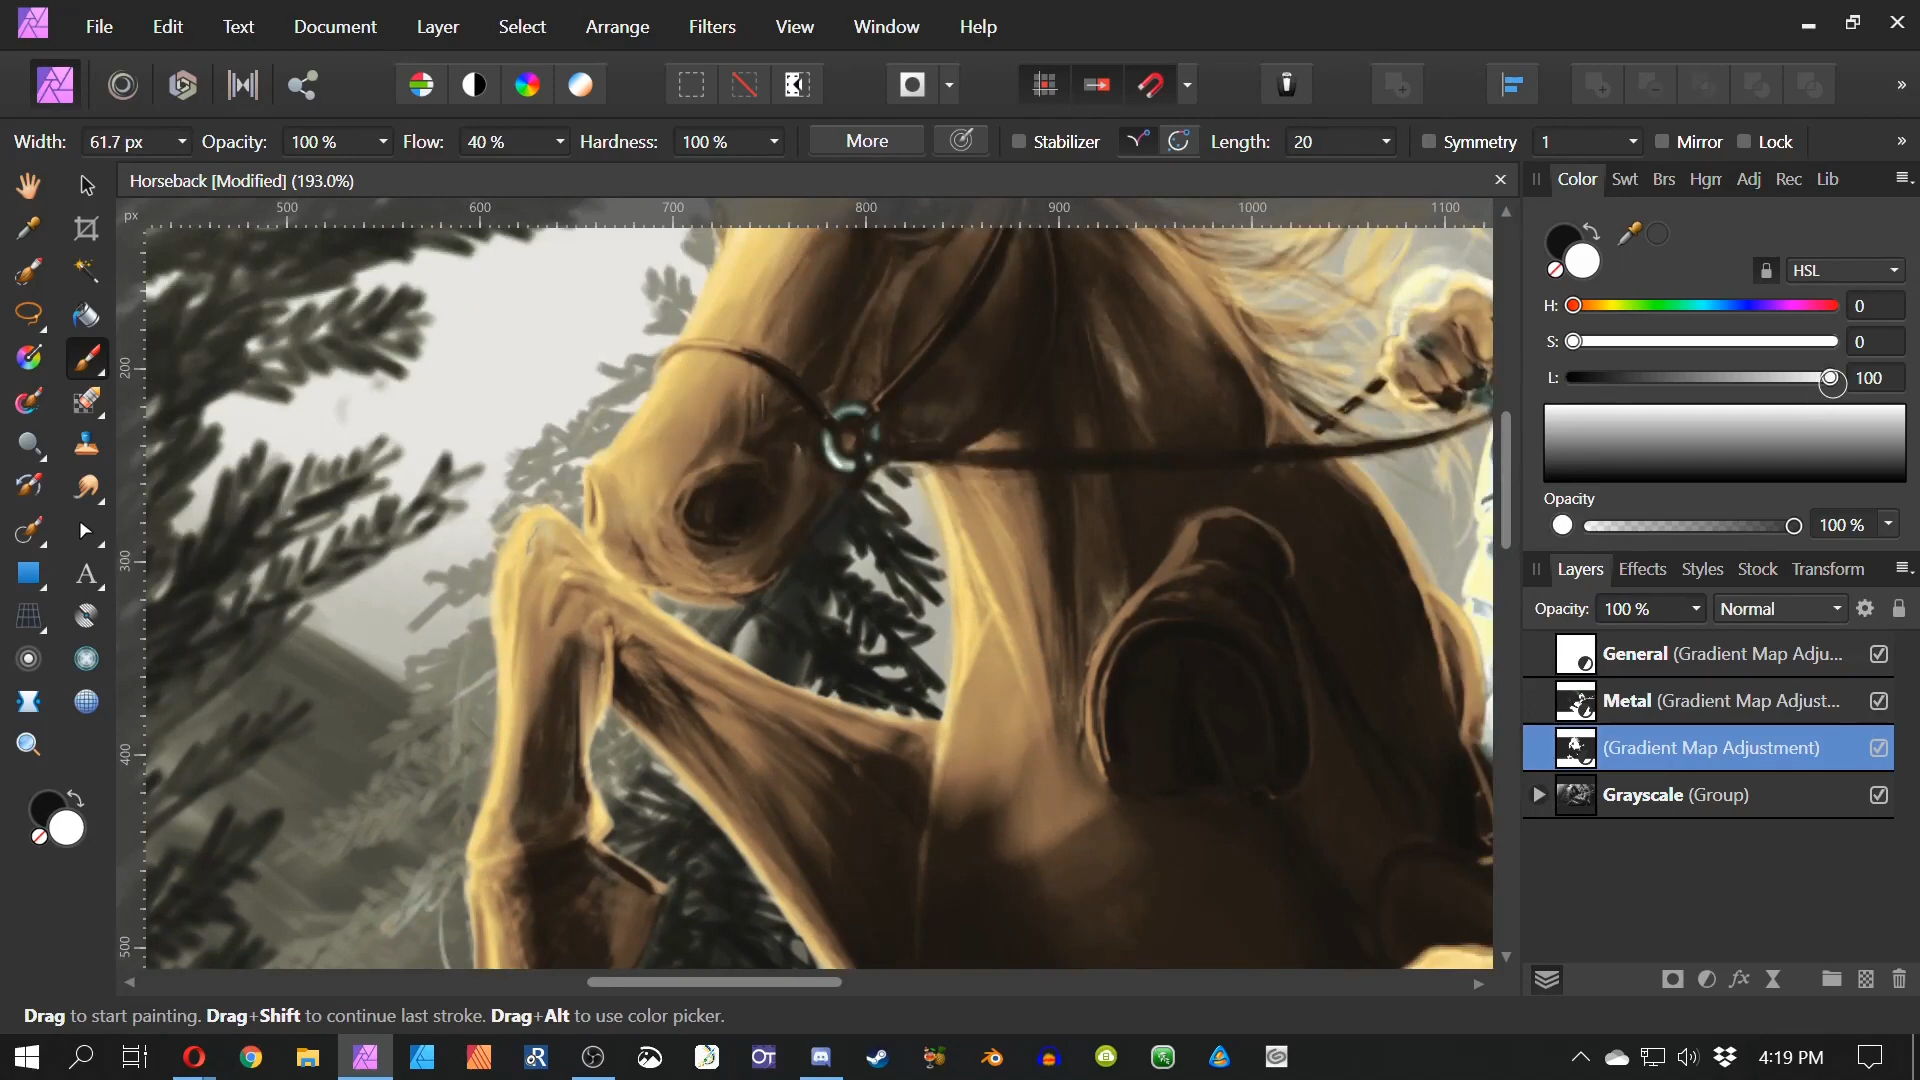 File Edit Text Document Layer Select Arrange Filters View Window Help
Width: 61.7 px Opacity: 100 % Flow: 40 % Hardness: 100 % More Stabilizer Length: 20 Symmetry 1 Mirror Lock
Horseback [Modified] (193.0%)
px 500 600 700 800 900 1000 1100
200
300
400
500
Color Swt Brs Hgrr Adj Rec Lib
HSL
H: 0
S: 0
L: 100
Opacity
100 %
Layers Effects Styles Stock Transform
Opacity: 100 % Normal
General (Gradient Map Adju...
Metal (Gradient Map Adjust...
(Gradient Map Adjustment)
Grayscale (Group)
Drag to start painting. Drag+Shift to continue last stroke. Drag+Alt to use color picker.
4:19 PM